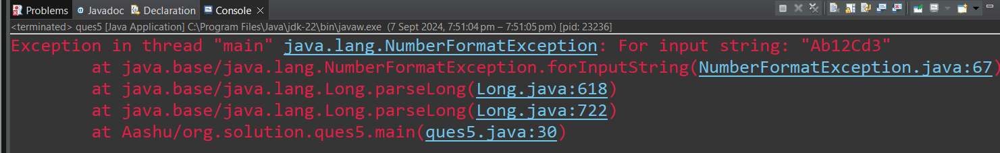 Problems @ Javadoc Declaration Console
<terminated> ques5 [Java Application] C:\Program Files\Java\jdk-22\bin\javaw.exe (7 Sept 2024, 7:51:04 pm – 7:51:05 pm) [pid: 23236]
Exception in thread "main" java.lang.NumberFormatException: For input string: "Ab12Cd3"
at java.base/java.lang.NumberFormatException.forInputString(NumberFormatException.java:67)
at java.base/java.lang.Long.parseLong(Long.java:618)
at java.base/java.lang.Long.parseLong(Long.java:722)
at Aashu/org.solution.ques5.main(ques5.java:30)